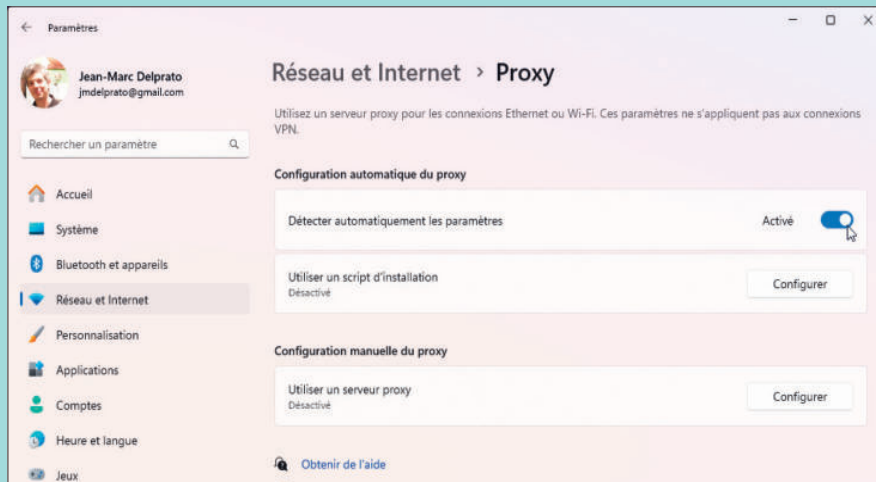 Paramètres
Jean-Marc Delprato
jmdelprato@gmail.com
Rechercher un paramètre
Accueil
Système
Bluetooth et appareils
Réseau et Internet
Personnalisation
Applications
Comptes
Heure et langue
Jeux
Réseau et Internet > Proxy
Utilisez un serveur proxy pour les connexions Ethernet ou Wi-Fi. Ces paramètres ne s'appliquent pas aux connexions
VPN.
Configuration automatique du proxy
Détecter automatiquement les paramètres Activé
Utiliser un script d'installation
Désactivé
Configurer
Configuration manuelle du proxy
Utiliser un serveur proxy
Désactivé
Configurer
Obtenir de l'aide